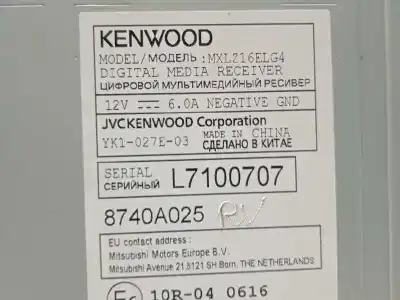 KENWOOD
MODEL/МОДЕЛЬ:MXL216ELG4
DIGITAL MEDIA RECEIVER
ЦИФРОВОЙ МУЛЬТИМЕДИЙНЫЙ РЕСИВЕР
12V ⎓ 6.0A NEGATIVE GND
JVCKENWOOD Corporation
YK1-027E-03 MADE IN CHINA
СДЕЛАНО В КИТАЕ
SERIAL
СЕРИЙНЫЙ L7100707
8740A025
EU contact address :
Mitsubishi Motors Europe B.V.
Mitsubishi Avenue 21,6121 SH Born, THE NETHERLANDS
10R-04 0616